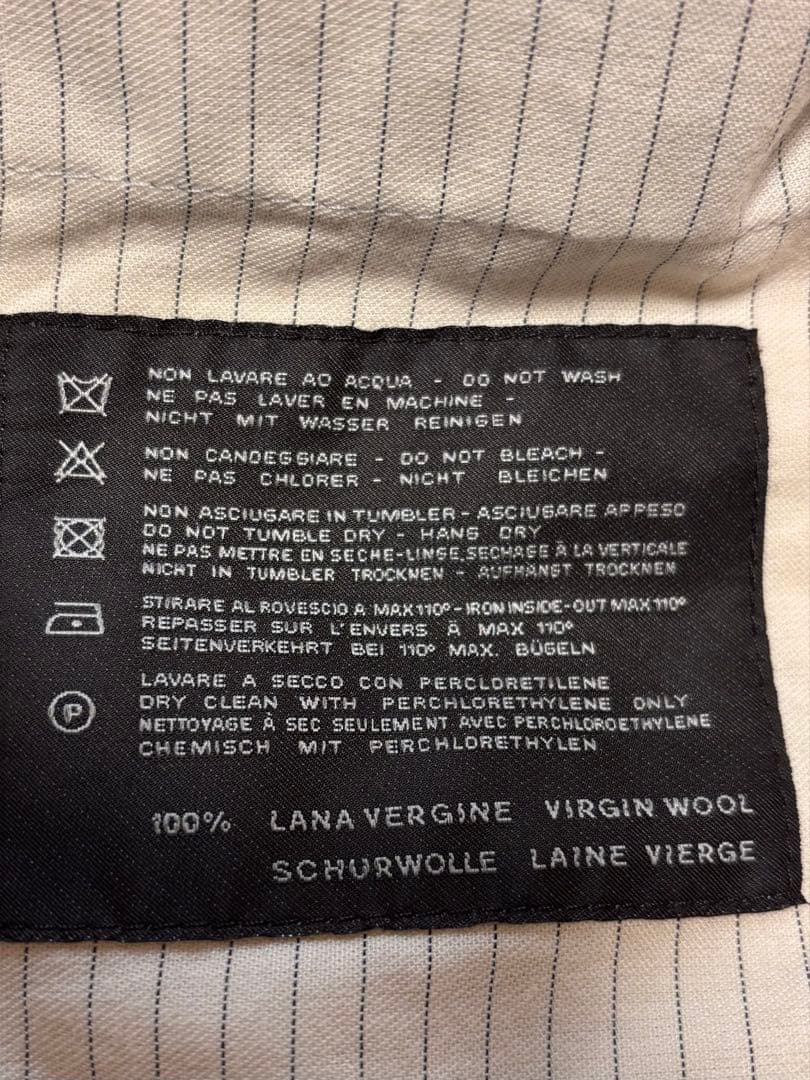 NON LAVARE AD ACQUA - DO NOT WASH
NE PAS LAVER EN MACHINE -
NICHT MIT WASSER REINIGEN
NON CANDEGGIARE - DO NOT BLEACH -
NE PAS CHLORER - NICHT BLEICHEN
NON ASCIUGARE IN TUMBLER - ASCIUGARE APPESO
DO NOT TUMBLE DRY - HANG DRY
NE PAS METTRE EN SECHE-LINGE, SECHAGE À LA VERTICALE
NICHT IN TUMBLER TROCKNEN - AUFHANGT TROCKNEN
STIRARE AL ROVESCIO A MAX 110° - IRON INSIDE-OUT MAX 110°
REPASSER SUR L'ENVERS À MAX 110°
SEITENVERKEHRT BEI 110° MAX. BÜGELN
P
LAVARE A SECCO CON PERCLORETILENE
DRY CLEAN WITH PERCHLORETHYLENE ONLY
NETTOYAGE À SEC SEULEMENT AVEC PERCHLOROETHYLENE
CHEMISCH MIT PERCHLORETHYLEN
100% LANA VERGINE VIRGIN WOOL
SCHURWOLLE LAINE VIERGE